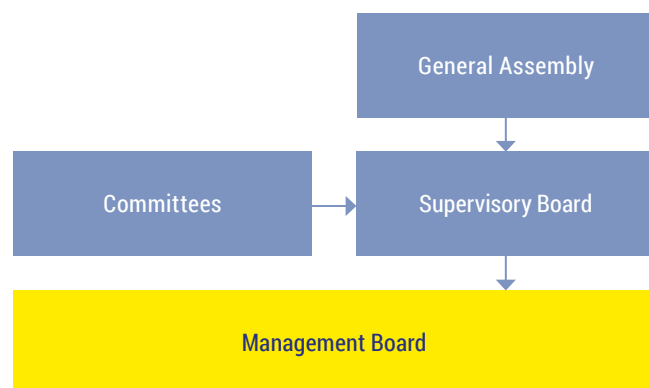 General Assembly
Committees
Supervisory Board
Management Board